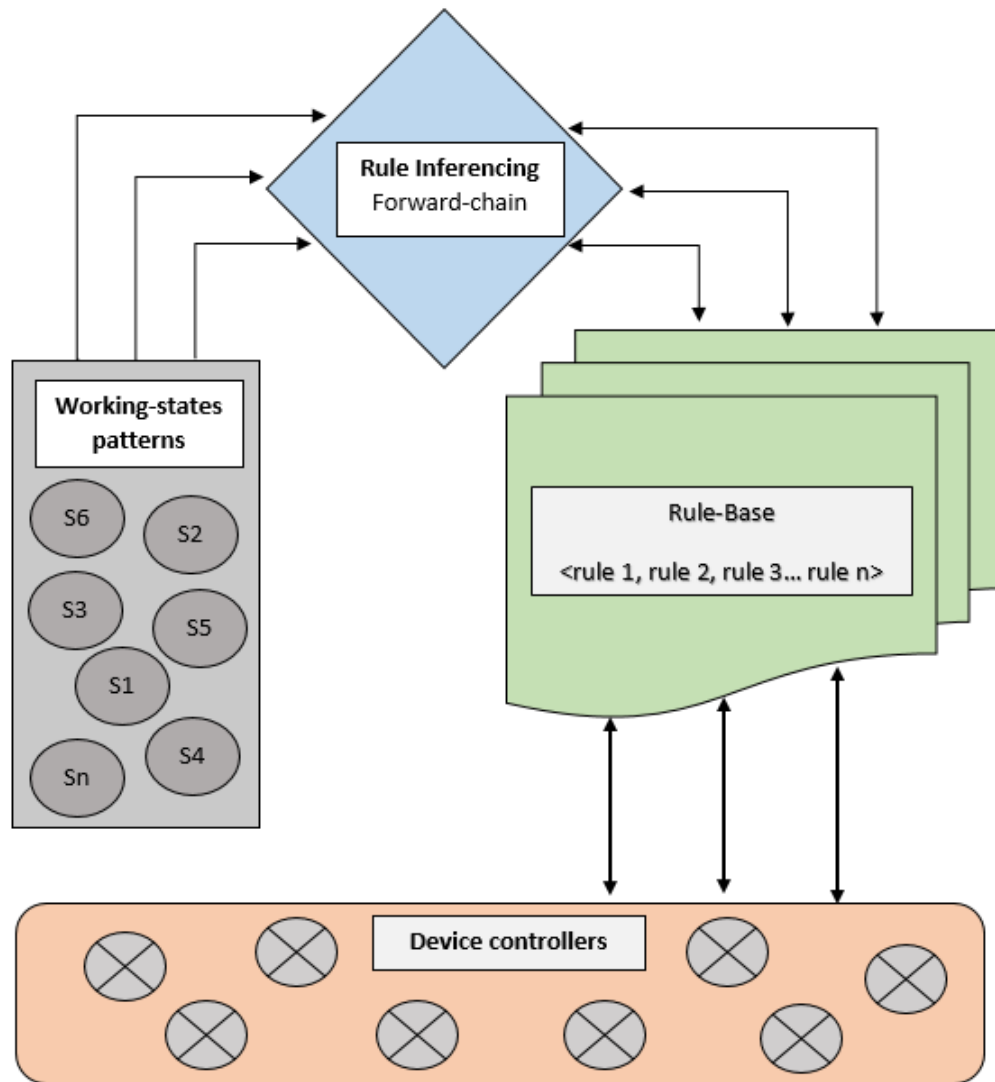 Rule Inferencing
Forward-chain
Working-states
patterns
S6
S2
S3
S5
S1
S4
Sn
Rule-Base
<rule 1, rule 2, rule 3... rule n>
Device controllers